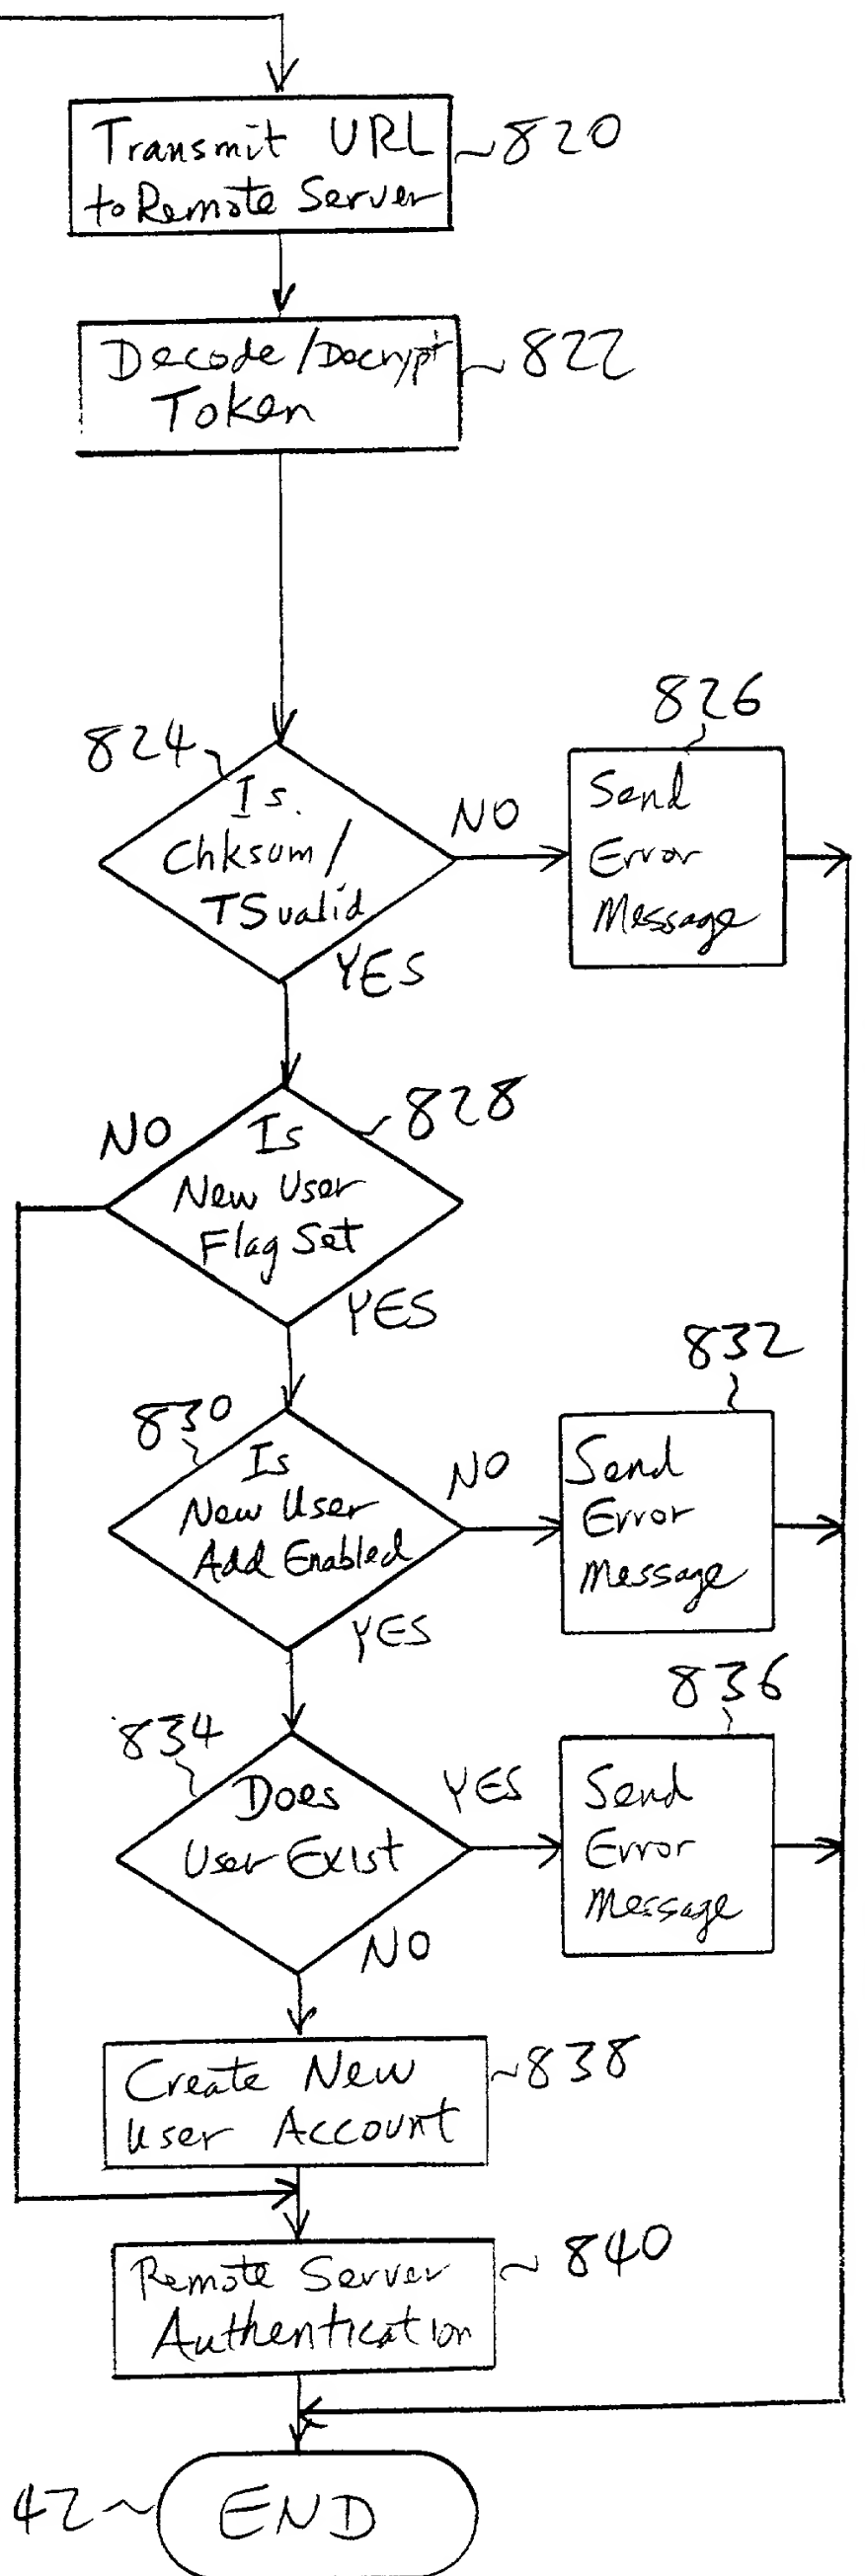 Transmit URL
to Remote Server
820
Decode/Decrypt
Token
822
824
Is.
Chksum/
TS valid
NO
YES
826
Send
Error
Message
828
NO
Is
New User
Flag Set
YES
830
Is
New User
Add Enabled
NO
YES
832
Send
Error
Message
834
Does
User Exist
YES
NO
836
Send
Error
Message
Create New
User Account
838
Remote Server
Authentication
840
42
END